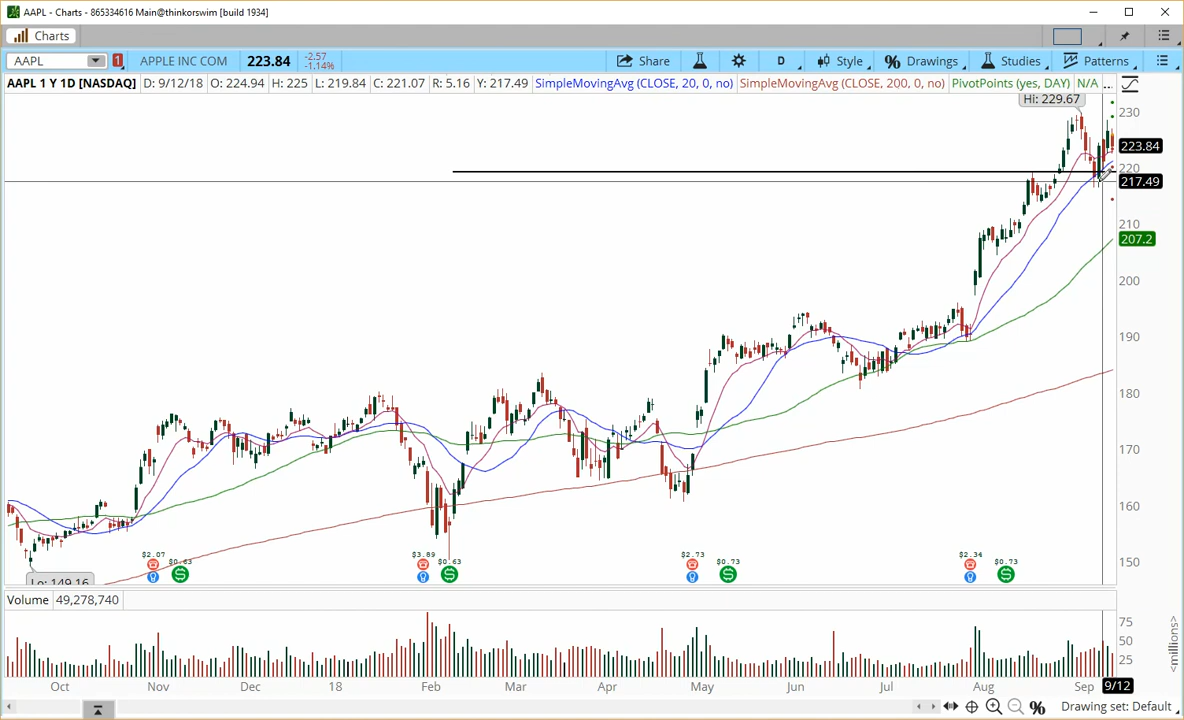 AAPL - Charts - 865334616 Main@thinkorswim [build 1934]
Charts
AAPL 1 APPLE INC COM 223.84 -2.57 -1.14% Share D Style Drawings Studies Patterns
AAPL 1 Y 1D [NASDAQ] D: 9/12/18 O: 224.94 H: 225 L: 219.84 C: 221.07 R: 5.16 Y: 217.49 SimpleMovingAvg (CLOSE, 20, 0, no) SimpleMovingAvg (CLOSE, 200, 0, no) PivotPoints (yes, DAY) N/A ...
Hi: 229.67
230
223.84
220
217.49
210
207.2
200
190
180
170
160
150
$2.07 $0.63 $3.89 $0.63 $2.73 $0.73 $2.34 $0.73
Lo: 149.16
Volume 49,278,740
75
50
25
<millions>
Oct Nov Dec 18 Feb Mar Apr May Jun Jul Aug Sep 9/12
Drawing set: Default